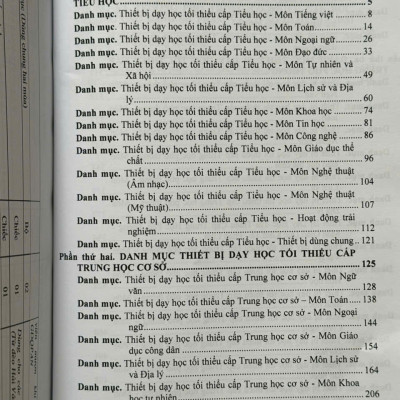 TIỂU HỌC ........ 5
Danh mục. Thiết bị dạy học tối thiểu cấp Tiểu học - Môn Tiếng việt ... 8
Danh mục. Thiết bị dạy học tối thiểu cấp Tiểu học - Môn Toán ........ 14
Danh mục. Thiết bị dạy học tối thiểu cấp Tiểu học - Môn Ngoại ngữ ... 26
Danh mục. Thiết bị dạy học tối thiểu cấp Tiểu học - Môn Đạo đức ..... 33
Danh mục. Thiết bị dạy học tối thiểu cấp Tiểu học - Môn Tự nhiên và
Xã hội ........ 49
Danh mục. Thiết bị dạy học tối thiểu cấp Tiểu học - Môn Lịch sử và Địa
lý ........ 60
Danh mục. Thiết bị dạy học tối thiểu cấp Tiểu học - Môn Khoa học ..... 74
Danh mục. Thiết bị dạy học tối thiểu cấp Tiểu học - Môn Tin học ...... 81
Danh mục. Thiết bị dạy học tối thiểu cấp Tiểu học - Môn Công nghệ .... 86
Danh mục. Thiết bị dạy học tối thiểu cấp Tiểu học - Môn Giáo dục thể
chất ........ 96
Danh mục. Thiết bị dạy học tối thiểu cấp Tiểu học - Môn Nghệ thuật
(Âm nhạc)........ 104
Danh mục. Thiết bị dạy học tối thiểu cấp Tiểu học - Môn Nghệ thuật
(Mỹ thuật) ........ 107
Danh mục. Thiết bị dạy học tối thiểu cấp Tiểu học - Hoạt động trải
nghiệm........ 112
Danh mục. Thiết bị dạy học tối thiểu cấp Tiểu học - Thiết bị dùng chung .. 121
Phần thứ hai. DANH MỤC THIẾT BỊ DẠY HỌC TỐI THIỂU CẤP
TRUNG HỌC CƠ SỞ........ 125
Danh mục. Thiết bị dạy học tối thiểu cấp Trung học cơ sở - Môn Ngữ
văn ........ 128
Danh mục. Thiết bị dạy học tối thiểu cấp Trung học cơ sở – Môn Toán.... 138
Danh mục. Thiết bị dạy học tối thiểu cấp Trung học cơ sở - Môn Ngoại
ngữ ........ 144
Danh mục. Thiết bị dạy học tối thiểu cấp Trung học cơ sở - Môn Giáo
dục công dân ........ 154
Danh mục. Thiết bị dạy học tối thiểu cấp Trung học cơ sở - Môn Lịch sử
và Địa lý ........ 164
Danh mục. Thiết bị dạy học tối thiểu cấp Trung học cơ sở - Môn Khoa
học tự nhiên ........ 206
(Dùng chung hai môn)
Bộ
02
Chiếc
01
Chiếc
01